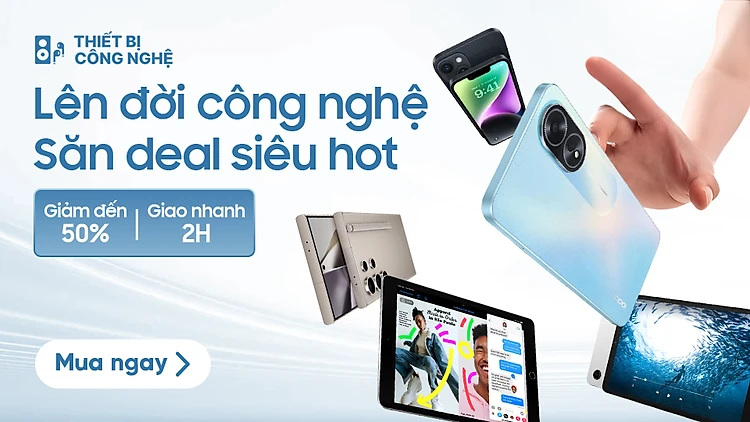 THIẾT BỊ
CÔNG NGHỆ
Lên đời công nghệ
Săn deal siêu hot
Giảm đến
50%
Giao nhanh
2H
Mua ngay
9:41
oppo